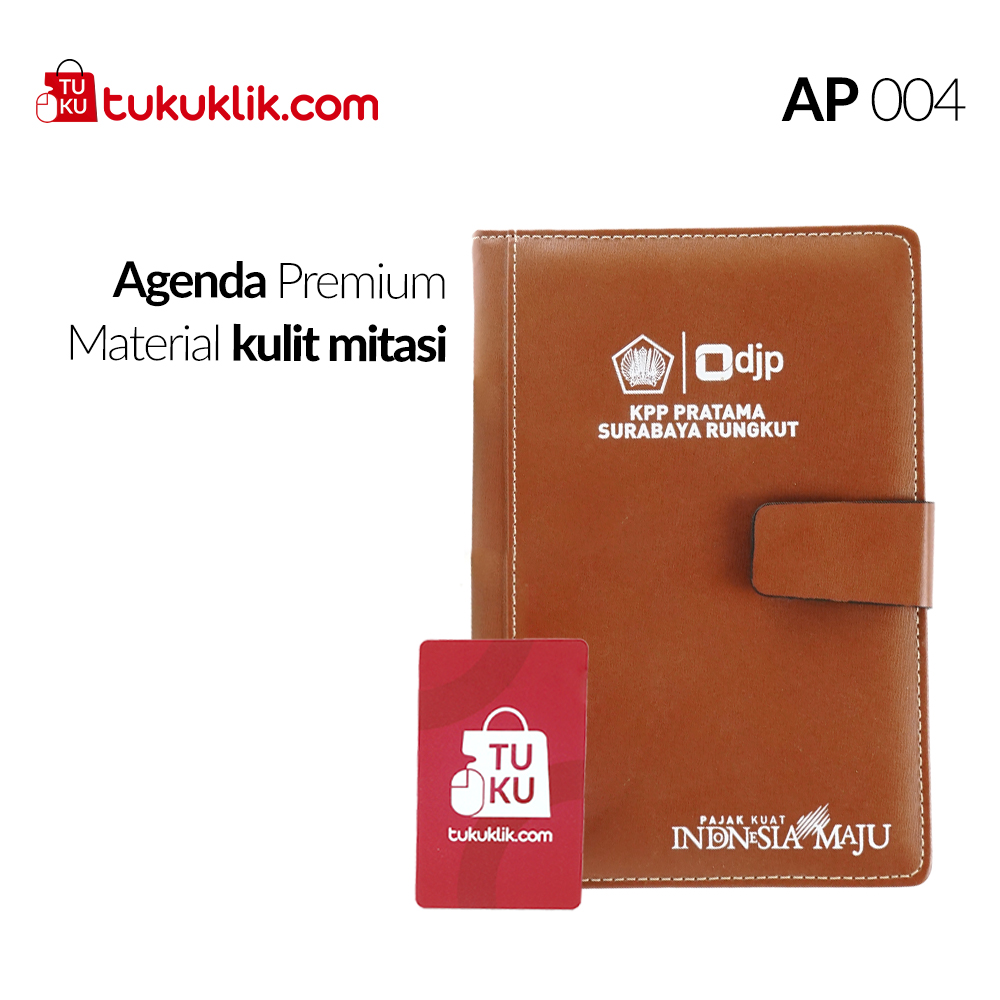 TU
KU
tukuklik.com
AP 004
Agenda Premium
Material kulit mitasi
djp
KPP PRATAMA
SURABAYA RUNGKUT
TU
KU
tukuklik.com
PAJAK KUAT
INDONESIA MAJU